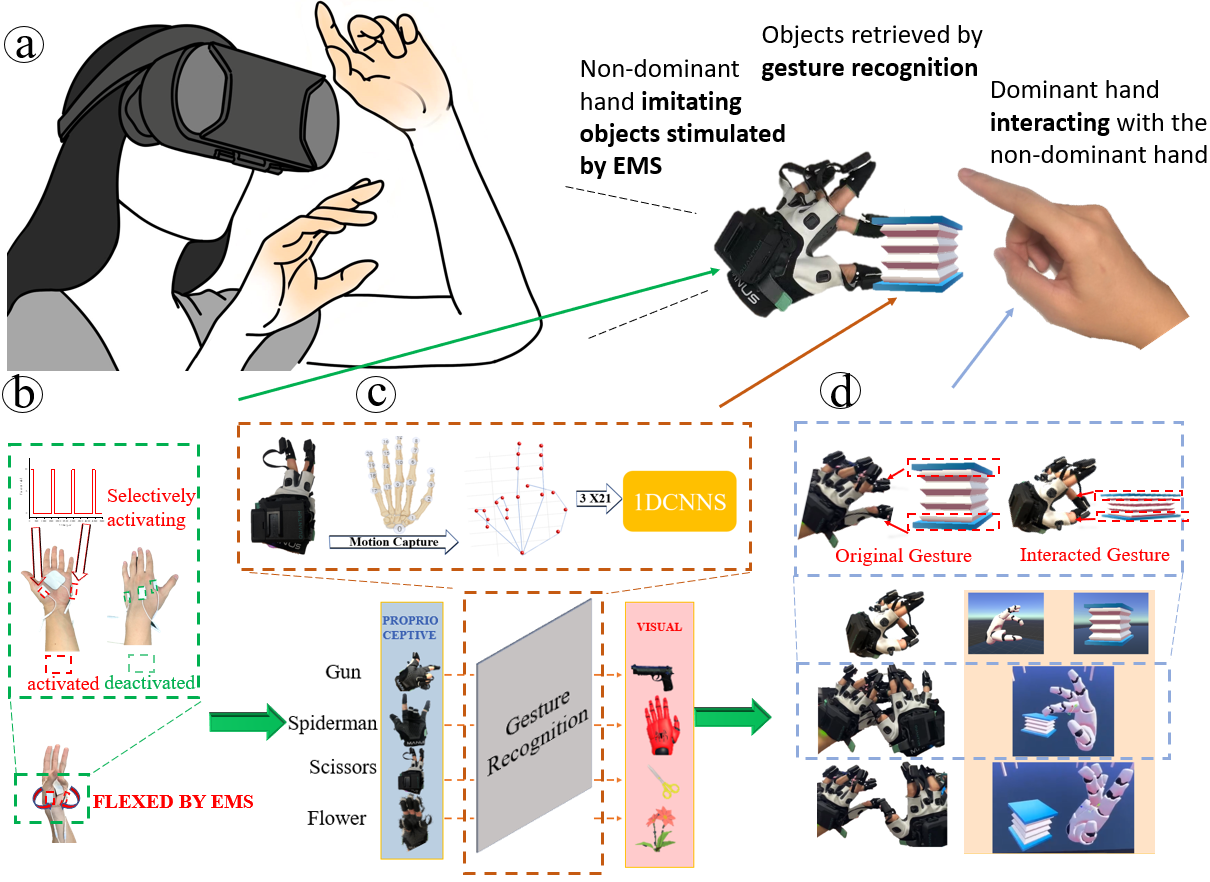 a
Non-dominant
hand imitating
objects stimulated
by EMS
Objects retrieved by
gesture recognition
Dominant hand
interacting with the
non-dominant hand
b
Selectively
activating
activated deactivated
FLEXED BY EMS
c
Motion Capture
3 X21
1DCNNS
PROPRIO
CEPTIVE
VISUAL
Gun
Spiderman
Scissors
Flower
Gesture
Recognition
d
Original Gesture
Interacted Gesture